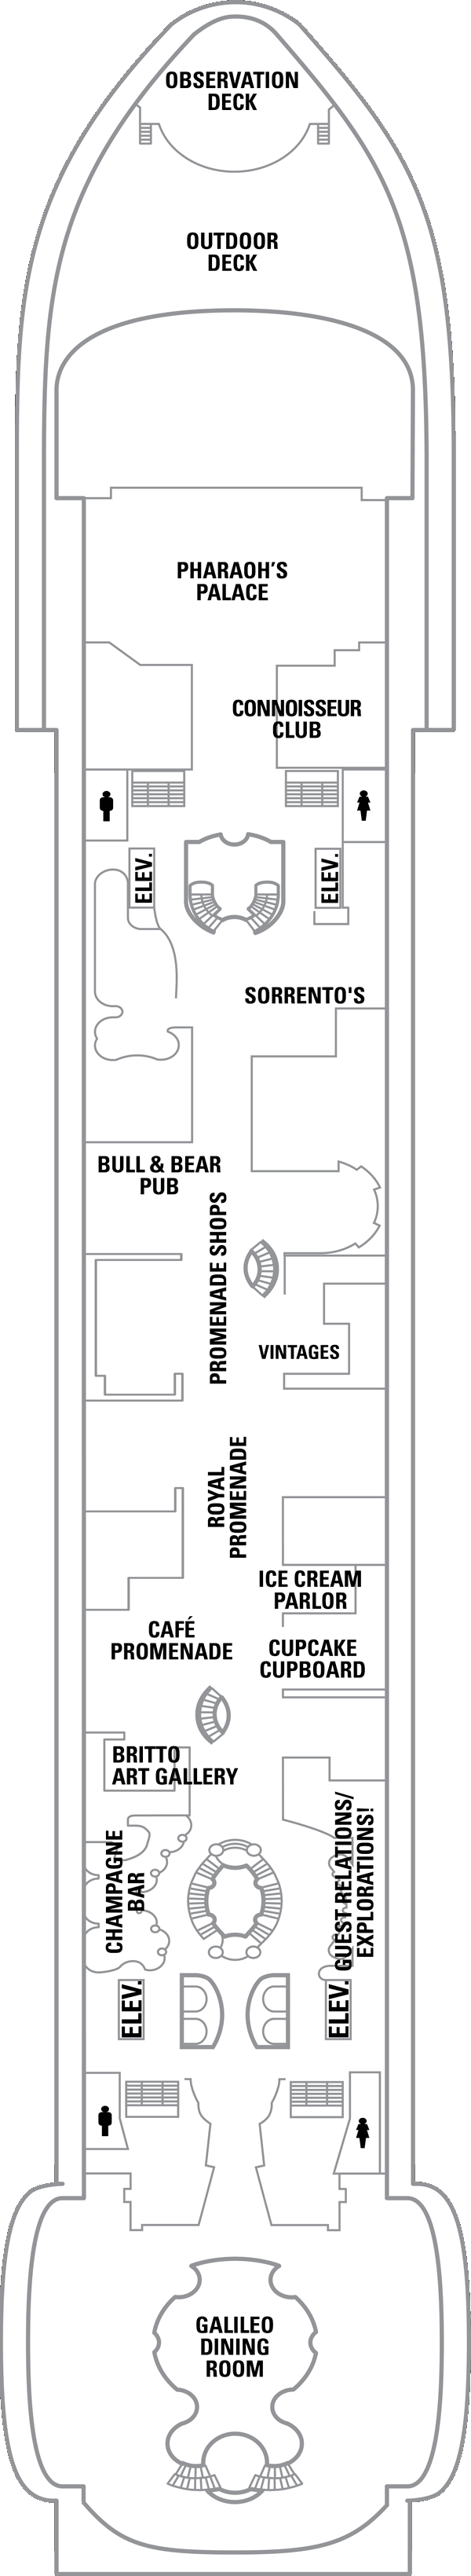 OBSERVATION
DECK
OUTDOOR
DECK
PHARAOH’S
PALACE
CONNOISSEUR
CLUB
ELEV.
ELEV.
SORRENTO'S
BULL & BEAR
PUB
PROMENADE SHOPS
VINTAGES
ROYAL
PROMENADE
ICE CREAM
PARLOR
CAFÉ
PROMENADE
CUPCAKE
CUPBOARD
BRITTO
ART GALLERY
CHAMPAGNE
BAR
GUEST RELATIONS/
EXPLORATIONS!
ELEV.
ELEV.
GALILEO
DINING
ROOM